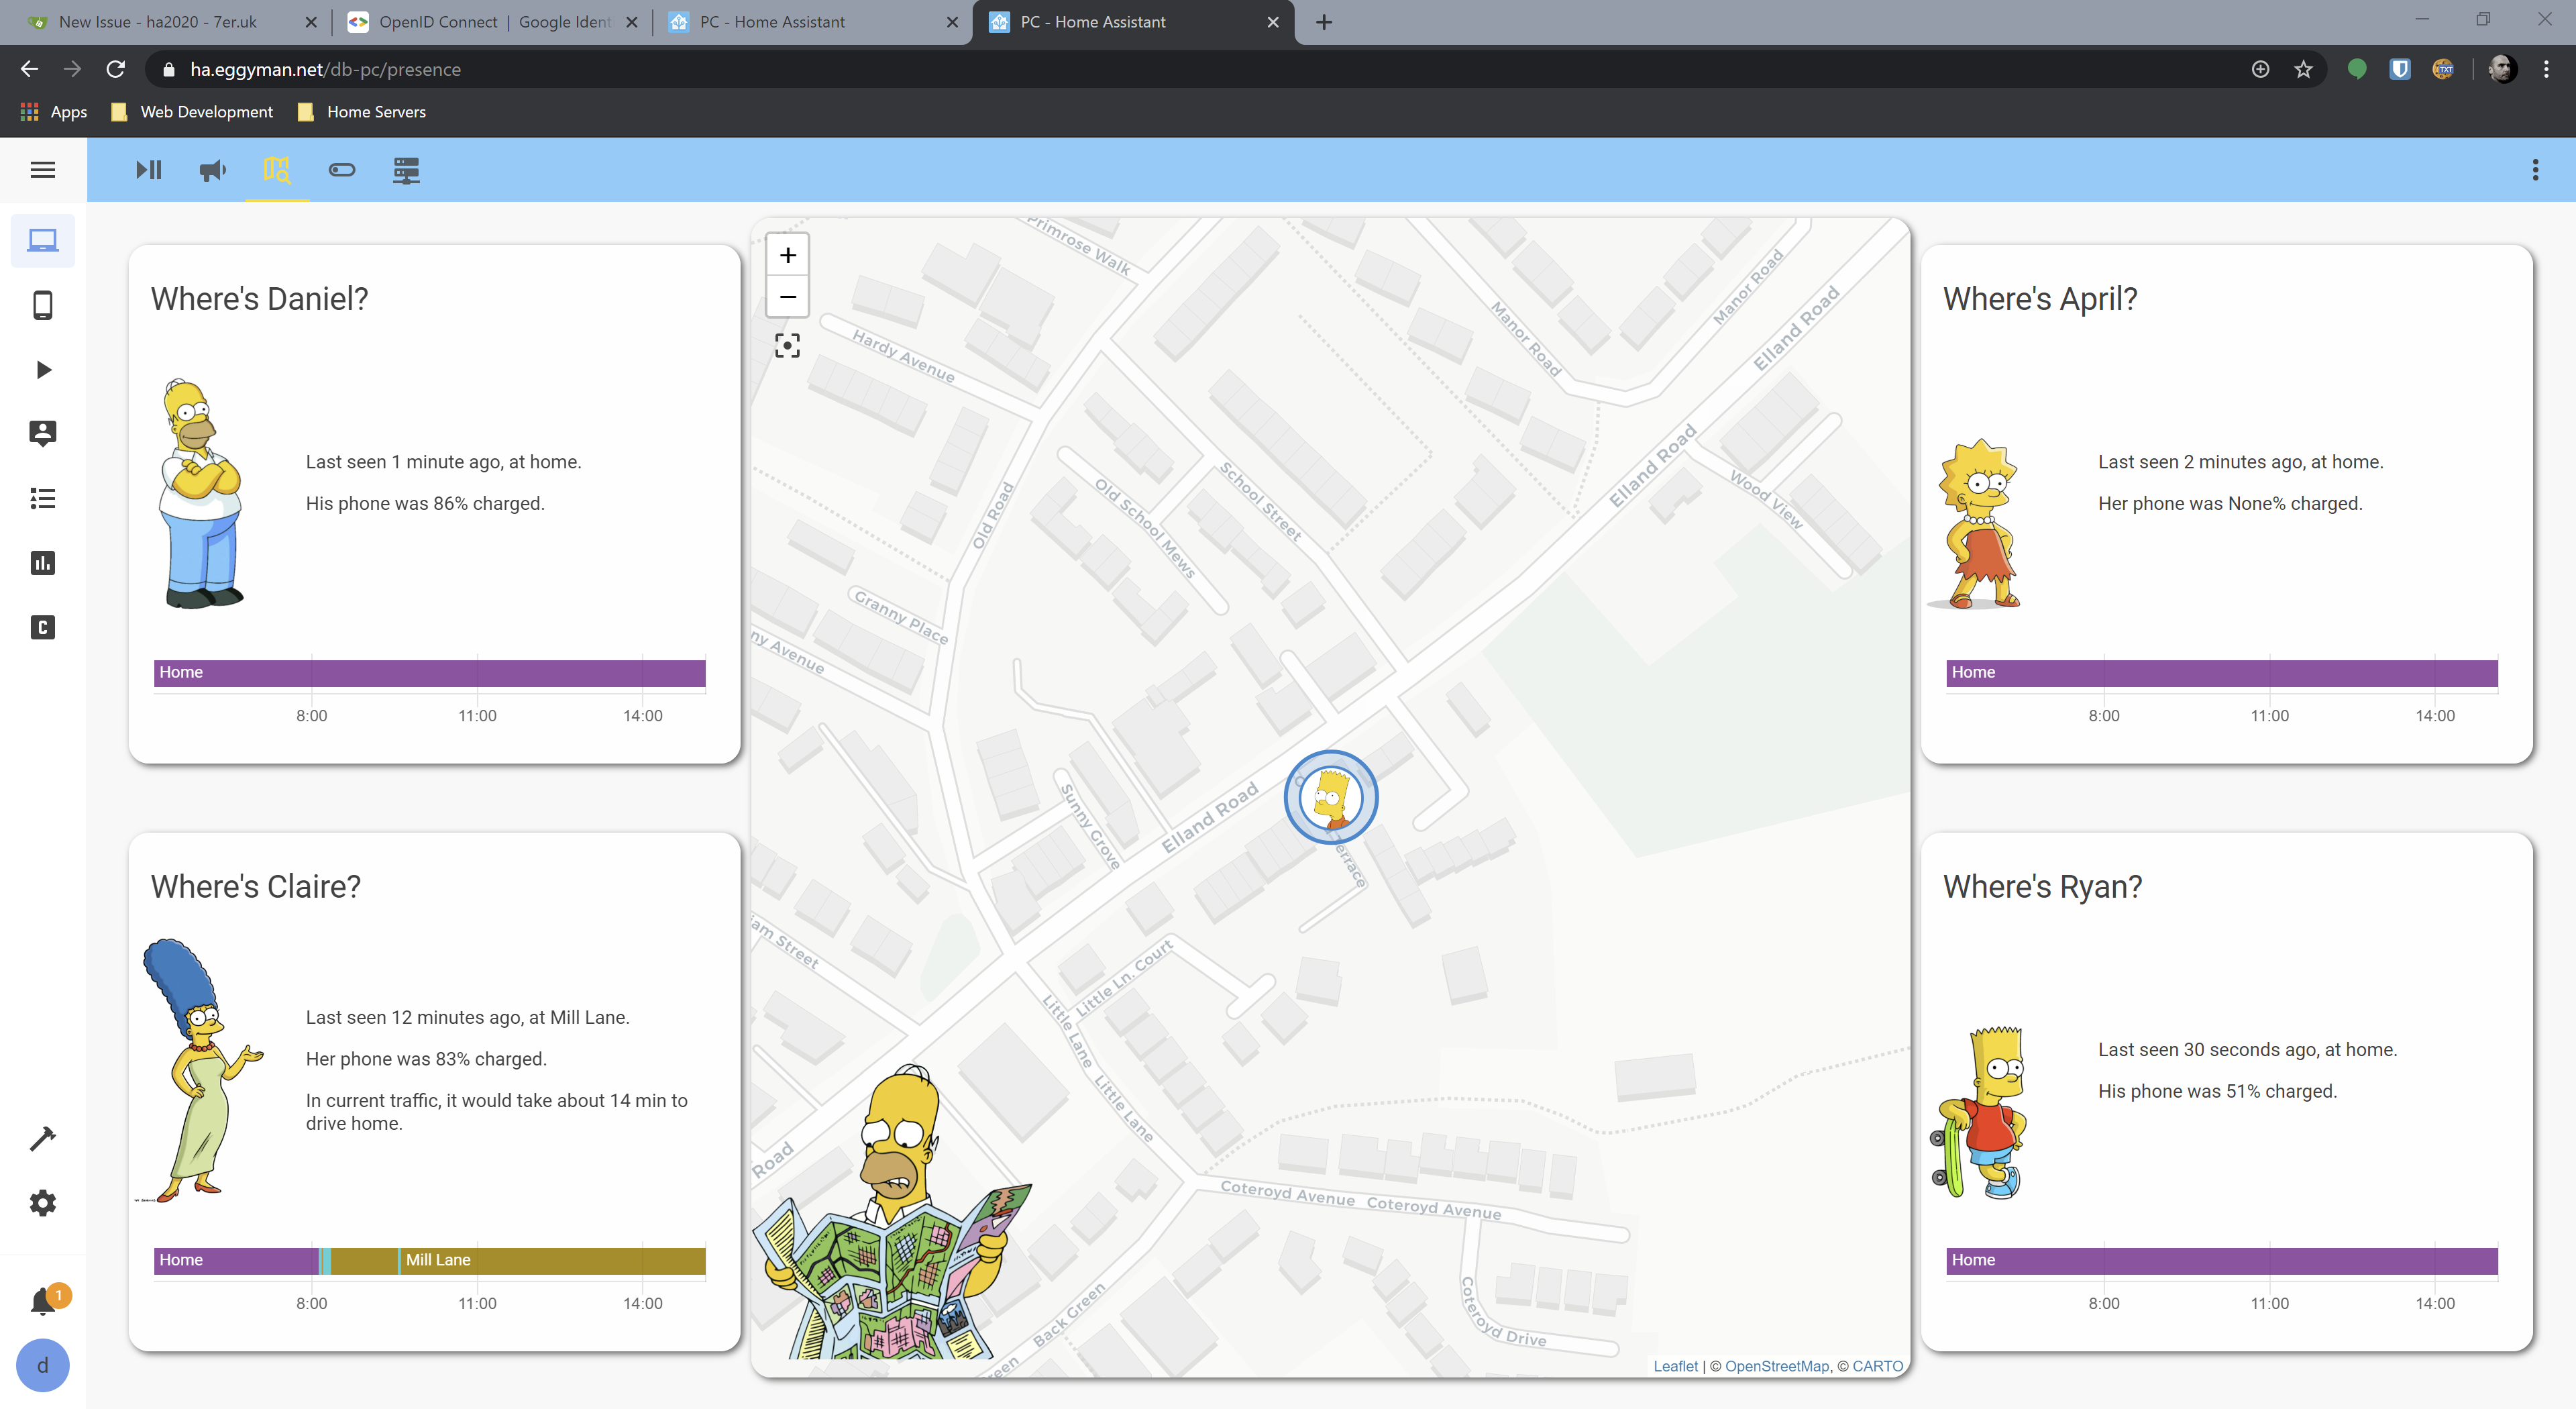 New Issue - ha2020 - 7er.uk
OpenID Connect | Google Ident
PC - Home Assistant
PC - Home Assistant
ha.eggyman.net/db-pc/presence
TXT
Apps
Web Development
Home Servers
Where's Daniel?
Last seen 1 minute ago, at home.
His phone was 86% charged.
Home
8:00
11:00
14:00
Where's Claire?
Last seen 12 minutes ago, at Mill Lane.
Her phone was 83% charged.
In current traffic, it would take about 14 min to
drive home.
Home
Mill Lane
8:00
11:00
14:00
+
−
Primrose Walk
Hardy Avenue
Manor Road
Manor Road
Elland Road
Elland Road
Wood View
School Street
Old School Mews
Old Road
Granny Place
ny Avenue
Sunny Grove
Elland Road
errace
iam Street
Little Ln. Court
Little Lane
Little Lane
Road
Coteroyd Avenue
Coteroyd Avenue
Coteroyd Drive
Back Green
een
Leaflet | © OpenStreetMap, © CARTO
Where's April?
Last seen 2 minutes ago, at home.
Her phone was None% charged.
Home
8:00
11:00
14:00
Where's Ryan?
Last seen 30 seconds ago, at home.
His phone was 51% charged.
Home
8:00
11:00
14:00
C
1
d